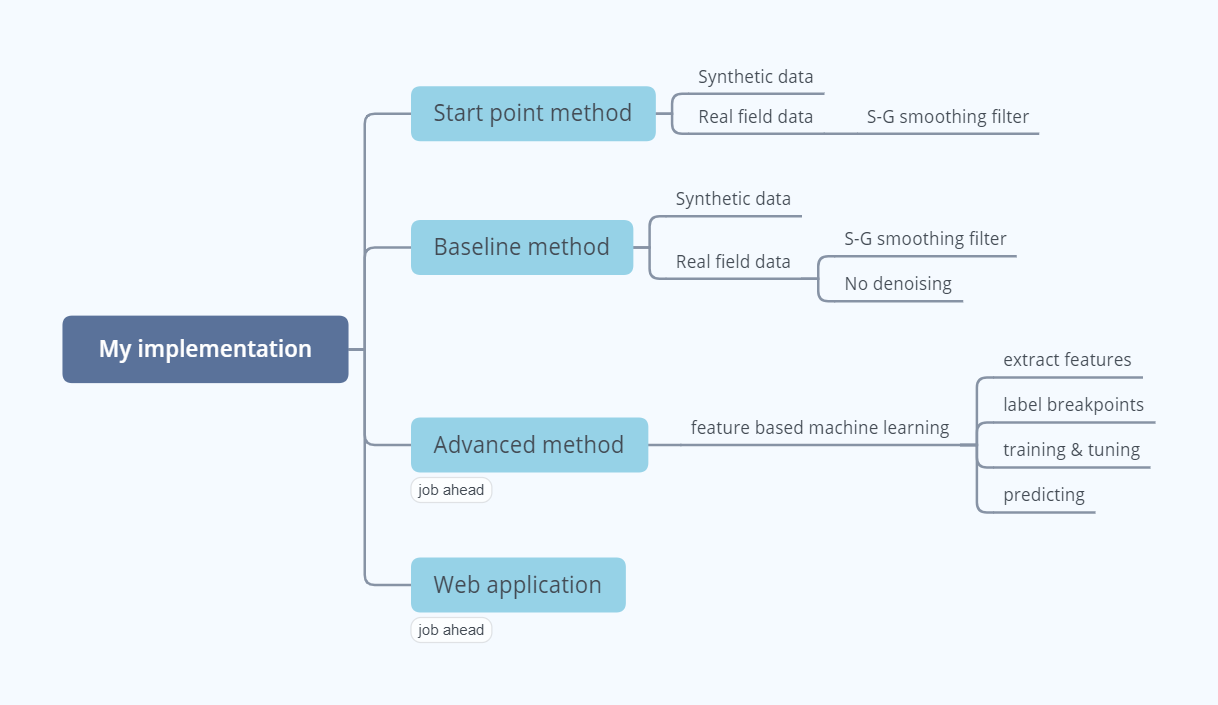 My implementation
Start point method
Synthetic data
Real field data
S-G smoothing filter
Baseline method
Synthetic data
Real field data
S-G smoothing filter
No denoising
Advanced method
job ahead
feature based machine learning
extract features
label breakpoints
training & tuning
predicting
Web application
job ahead